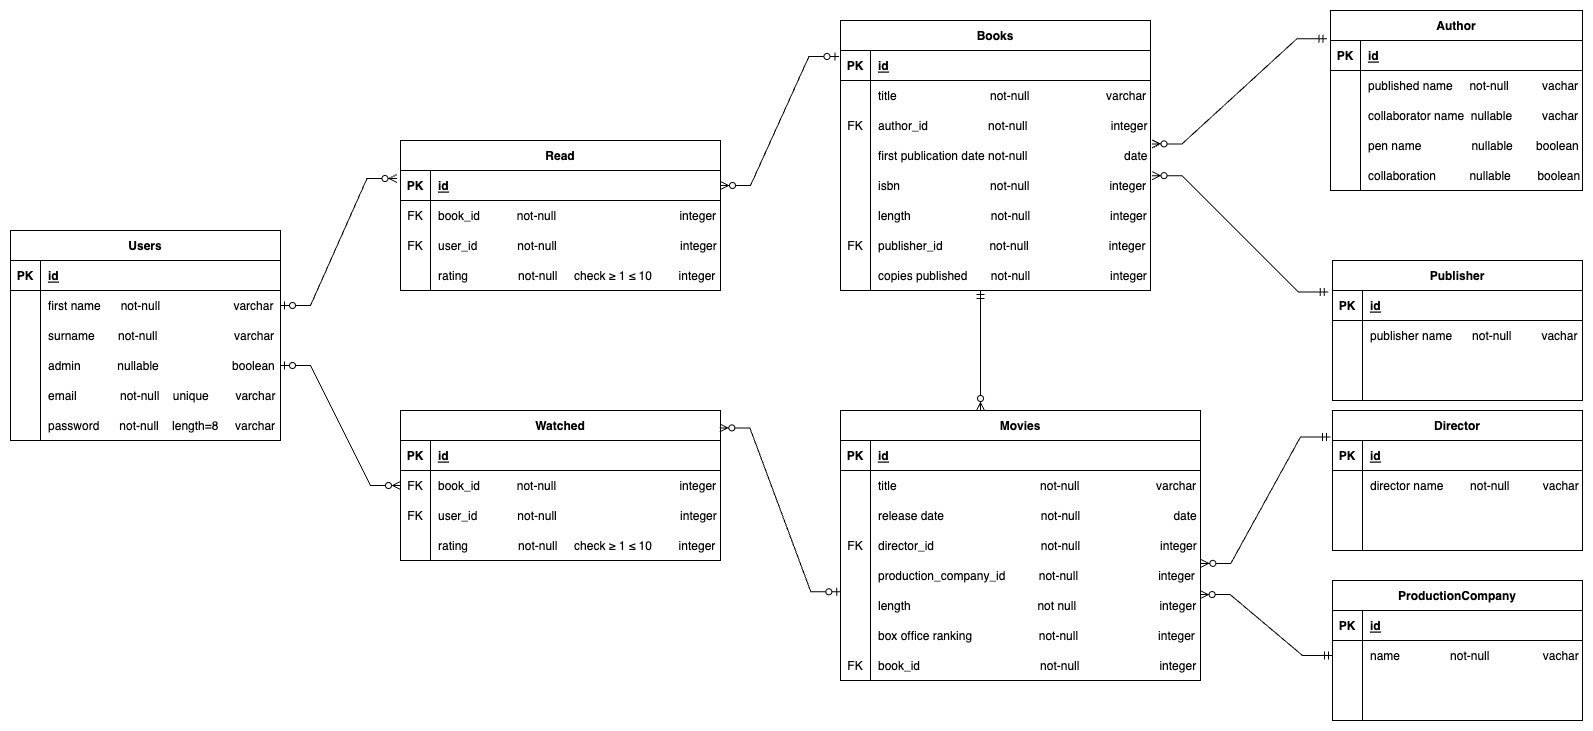 Users
PK id
first name not-null varchar
surname not-null varchar
admin nullable boolean
email not-null unique varchar
password not-null length=8 varchar
Read
PK id
FK book_id not-null integer
FK user_id not-null integer
rating not-null check ≥ 1 ≤ 10 integer
Watched
PK id
FK book_id not-null integer
FK user_id not-null integer
rating not-null check ≥ 1 ≤ 10 integer
Books
PK id
title not-null varchar
FK author_id not-null integer
first publication date not-null date
isbn not-null integer
length not-null integer
FK publisher_id not-null integer
copies published not-null integer
Movies
PK id
title not-null varchar
release date not-null date
FK director_id not-null integer
production_company_id not-null integer
length not null integer
box office ranking not-null integer
FK book_id not-null integer
Author
PK id
published name not-null vachar
collaborator name nullable vachar
pen name nullable boolean
collaboration nullable boolean
Publisher
PK id
publisher name not-null vachar
Director
PK id
director name not-null vachar
ProductionCompany
PK id
name not-null vachar